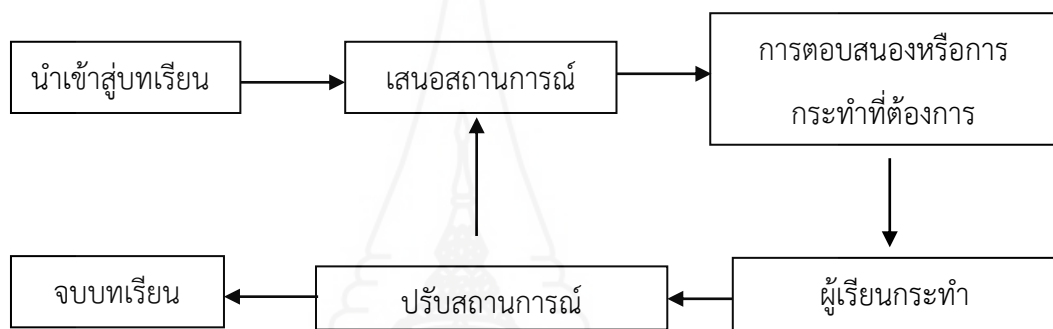 นำเข้าสู่บทเรียน
เสนอสถานการณ์
การตอบสนองหรือการ
กระทำที่ต้องการ
จบบทเรียน
ปรับสถานการณ์
ผู้เรียนกระทำ